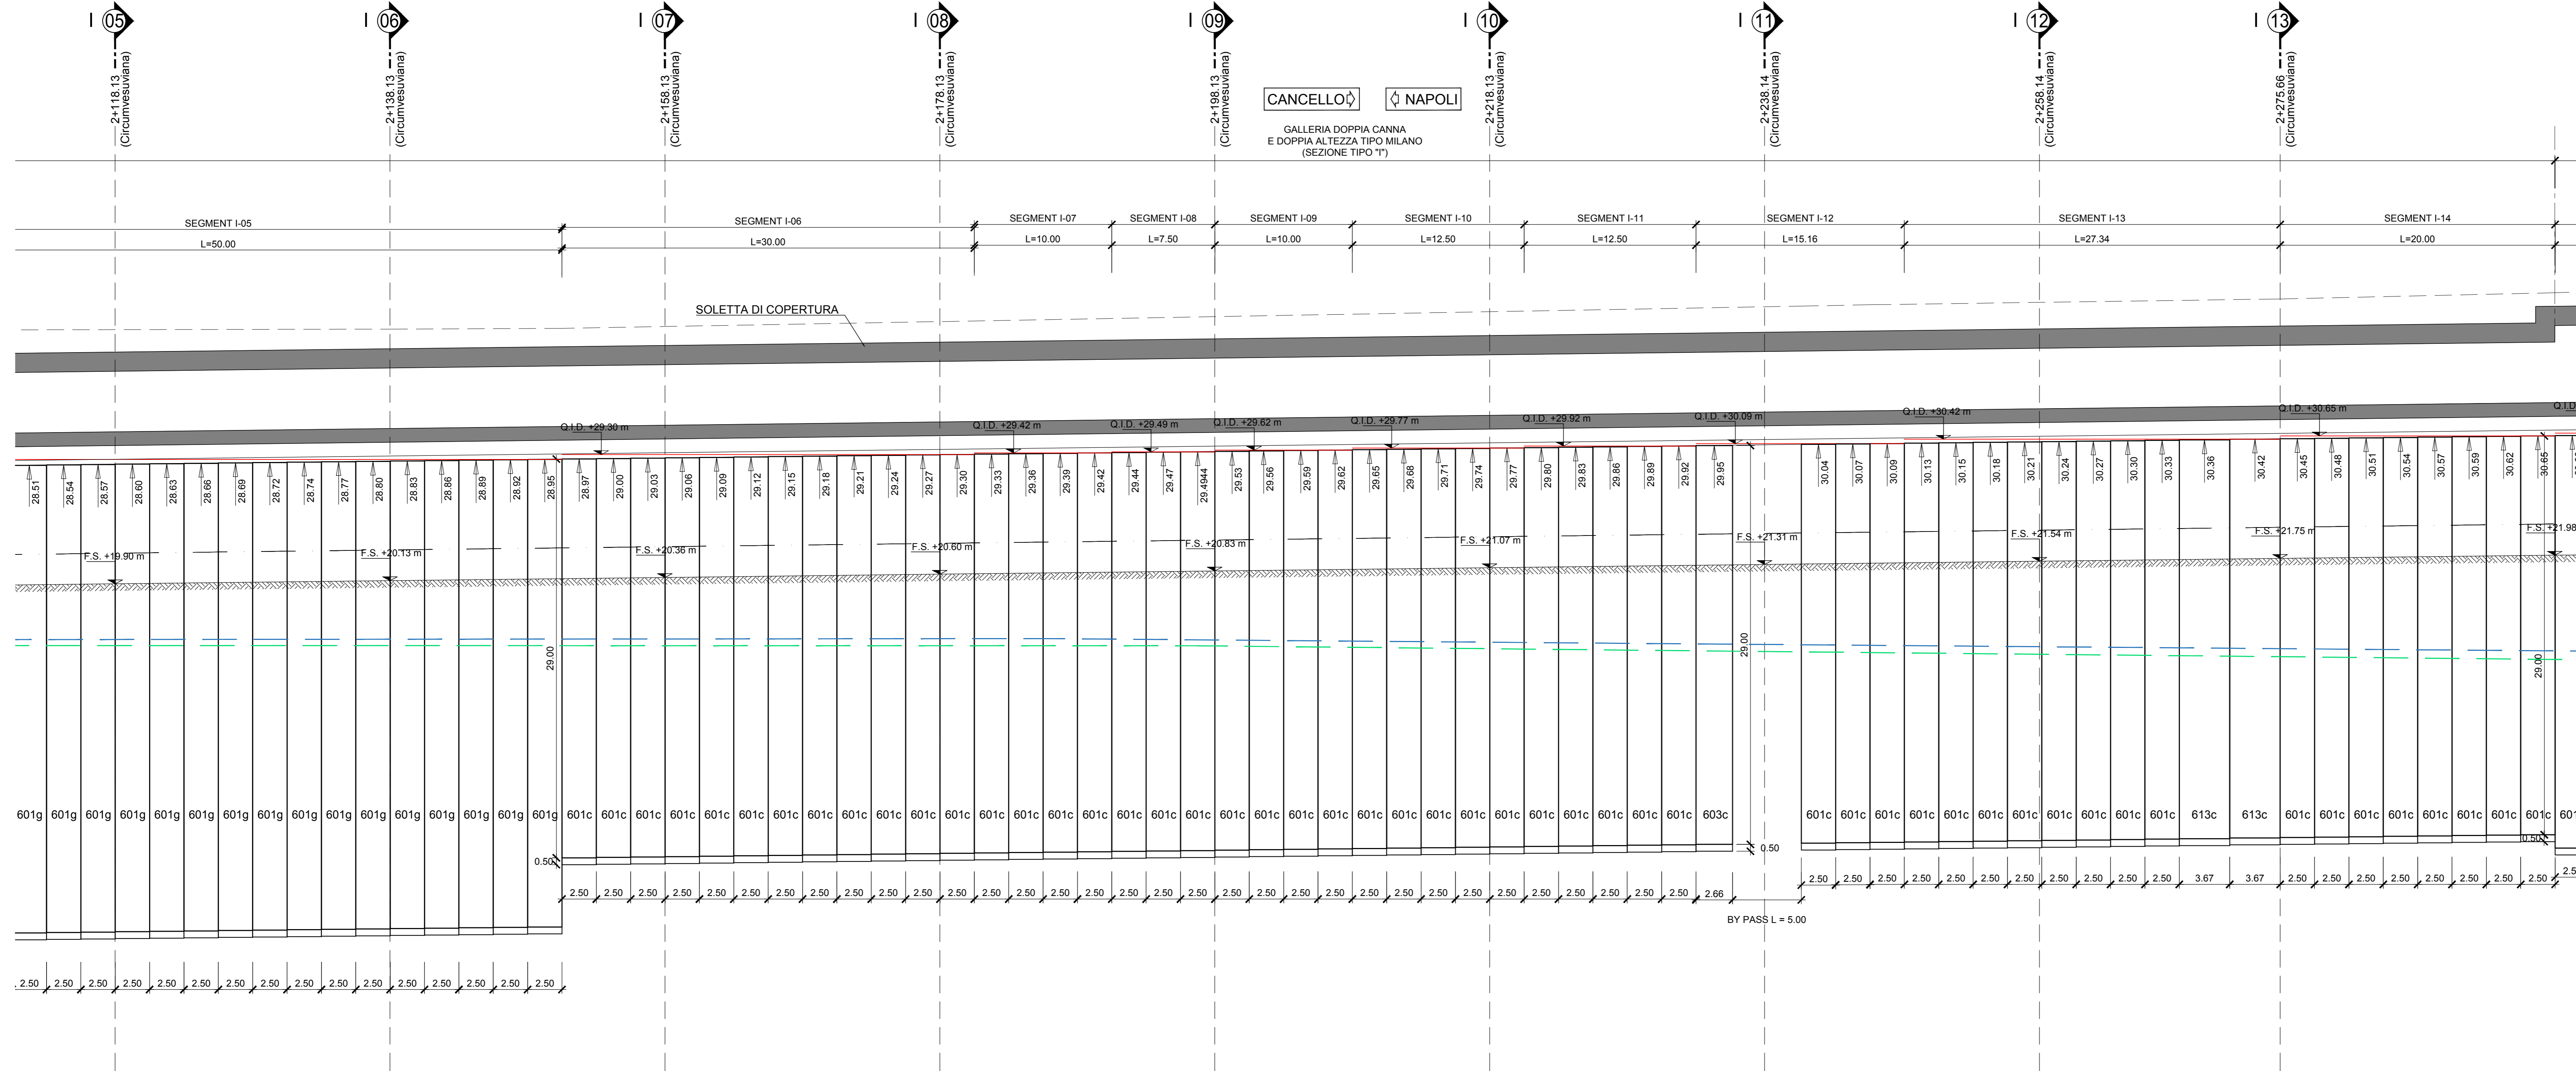 I 05
I 06
I 07
I 08
I 09
I 10
I 11
I 12
I 13
2+118.13
(Circumvesuviana)
2+138.13
(Circumvesuviana)
2+158.13
(Circumvesuviana)
2+178.13
(Circumvesuviana)
2+198.13
(Circumvesuviana)
2+218.13
(Circumvesuviana)
2+238.14
(Circumvesuviana)
2+258.14
(Circumvesuviana)
2+275.66
(Circumvesuviana)
CANCELLO
NAPOLI
GALLERIA DOPPIA CANNA
E DOPPIA ALTEZZA TIPO MILANO
(SEZIONE TIPO "I")
SEGMENT I-05 SEGMENT I-06 SEGMENT I-07 SEGMENT I-08 SEGMENT I-09 SEGMENT I-10 SEGMENT I-11 SEGMENT I-12 SEGMENT I-13 SEGMENT I-14
L=50.00 L=30.00 L=10.00 L=7.50 L=10.00 L=12.50 L=12.50 L=15.16 L=27.34 L=20.00
SOLETTA DI COPERTURA
Q.I.D. +29.30 m Q.I.D. +29.42 m Q.I.D. +29.49 m Q.I.D. +29.62 m Q.I.D. +29.77 m Q.I.D. +29.92 m Q.I.D. +30.09 m Q.I.D. +30.42 m Q.I.D. +30.65 m Q.I.D
28.51 28.54 28.57 28.60 28.63 28.66 28.69 28.72 28.74 28.77 28.80 28.83 28.86 28.89 28.92 28.95 28.97 29.00 29.03 29.06 29.09 29.12 29.15 29.18 29.21 29.24 29.27 29.30 29.33 29.36 29.39 29.42 29.44 29.47 29.4944 29.53 29.56 29.59 29.62 29.65 29.68 29.71 29.74 29.77 29.80 29.83 29.86 29.89 29.92 29.95 30.04 30.07 30.09 30.13 30.15 30.18 30.21 30.24 30.27 30.30 30.33 30.36 30.42 30.45 30.48 30.51 30.54 30.57 30.59 30.62 30.65
F.S. +19.90 m F.S. +20.13 m F.S. +20.36 m F.S. +20.60 m F.S. +20.83 m F.S. +21.07 m F.S. +21.31 m F.S. +21.54 m F.S. +21.75 m F.S. +21.98
29.00 29.00 29.00
601g 601g 601g 601g 601g 601g 601g 601g 601g 601g 601g 601g 601g 601g 601g 601g 601c 601c 601c 601c 601c 601c 601c 601c 601c 601c 601c 601c 601c 601c 601c 601c 601c 601c 601c 601c 601c 601c 601c 601c 601c 601c 601c 601c 601c 601c 601c 601c 601c 603c 601c 601c 601c 601c 601c 601c 601c 601c 601c 601c 601c 613c 613c 601c 601c 601c 601c 601c 601c 601c 601c 601
0.50 0.50 0.50
2.50 2.50 2.50 2.50 2.50 2.50 2.50 2.50 2.50 2.50 2.50 3.67 3.67 2.50 2.50 2.50 2.50 2.50 2.50 2.50 2.50 2.5
2.50 2.50 2.50 2.50 2.50 2.50 2.50 2.50 2.50 2.50 2.50 2.50 2.50 2.50 2.50 2.50 2.50 2.50 2.50 2.50 2.50 2.50 2.50 2.50 2.50 2.50 2.50 2.50 2.50 2.50 2.50 2.50 2.50 2.66
BY PASS L = 5.00
2.50 2.50 2.50 2.50 2.50 2.50 2.50 2.50 2.50 2.50 2.50 2.50 2.50 2.50 2.50 2.50